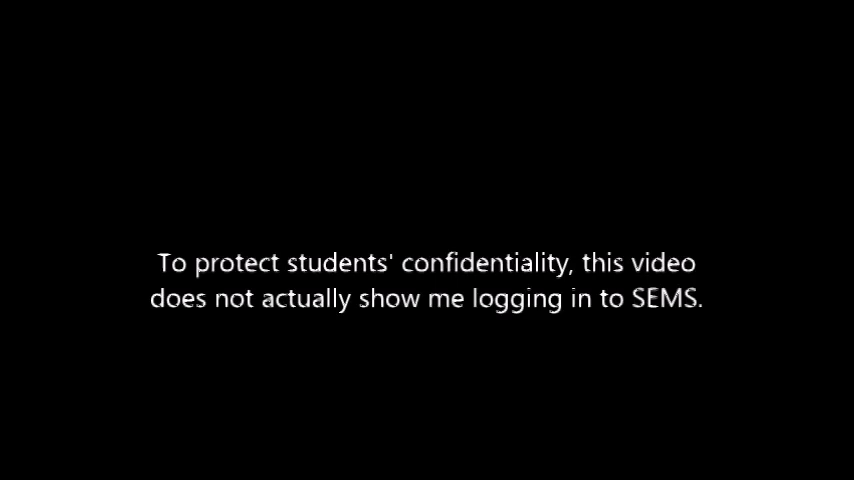 To protect students' confidentiality, this video
does not actually show me logging in to SEMS.